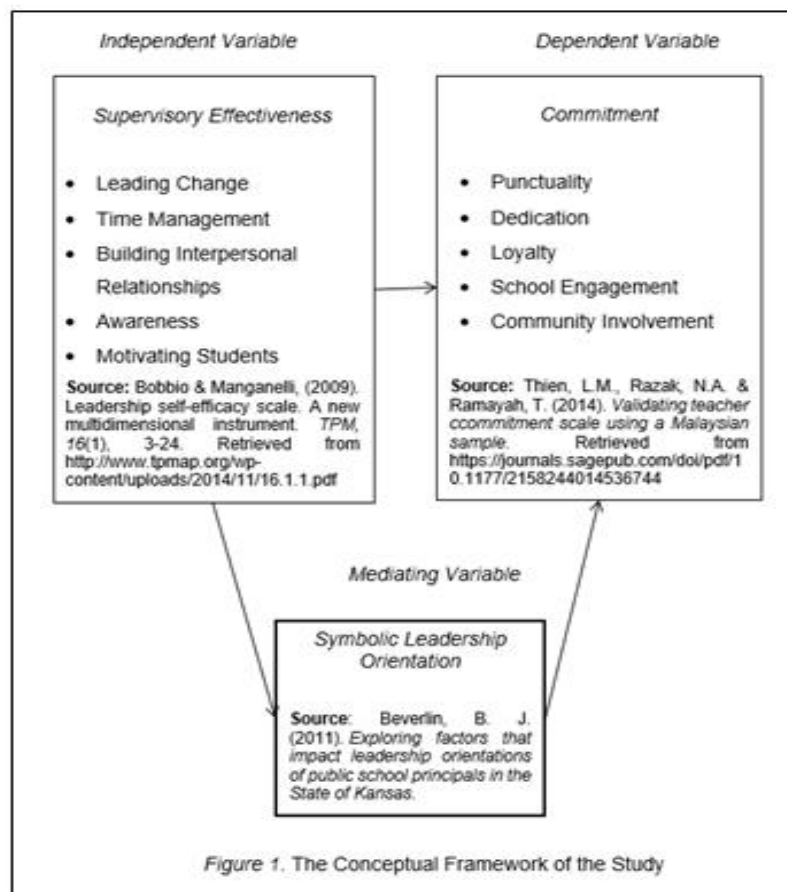 Independent Variable
Supervisory Effectiveness
• Leading Change
• Time Management
• Building Interpersonal
Relationships
• Awareness
• Motivating Students
Source: Bobbio & Manganelli, (2009).
Leadership self-efficacy scale. A new
multidimensional instrument. TPM,
16(1), 3-24. Retrieved from
http://www.tpmap.org/wp-
content/uploads/2014/11/16.1.1.pdf
Dependent Variable
Commitment
• Punctuality
• Dedication
• Loyalty
• School Engagement
• Community Involvement
Source: Thien, L.M., Razak, N.A. &
Ramayah, T. (2014). Validating teacher
ccommitment scale using a Malaysian
sample. Retrieved from
https://journals.sagepub.com/doi/pdf/1
0.1177/2158244014536744
Mediating Variable
Symbolic Leadership
Orientation
Source: Beverlin, B. J.
(2011). Exploring factors that
impact leadership orientations
of public school principals in the
State of Kansas.
Figure 1. The Conceptual Framework of the Study